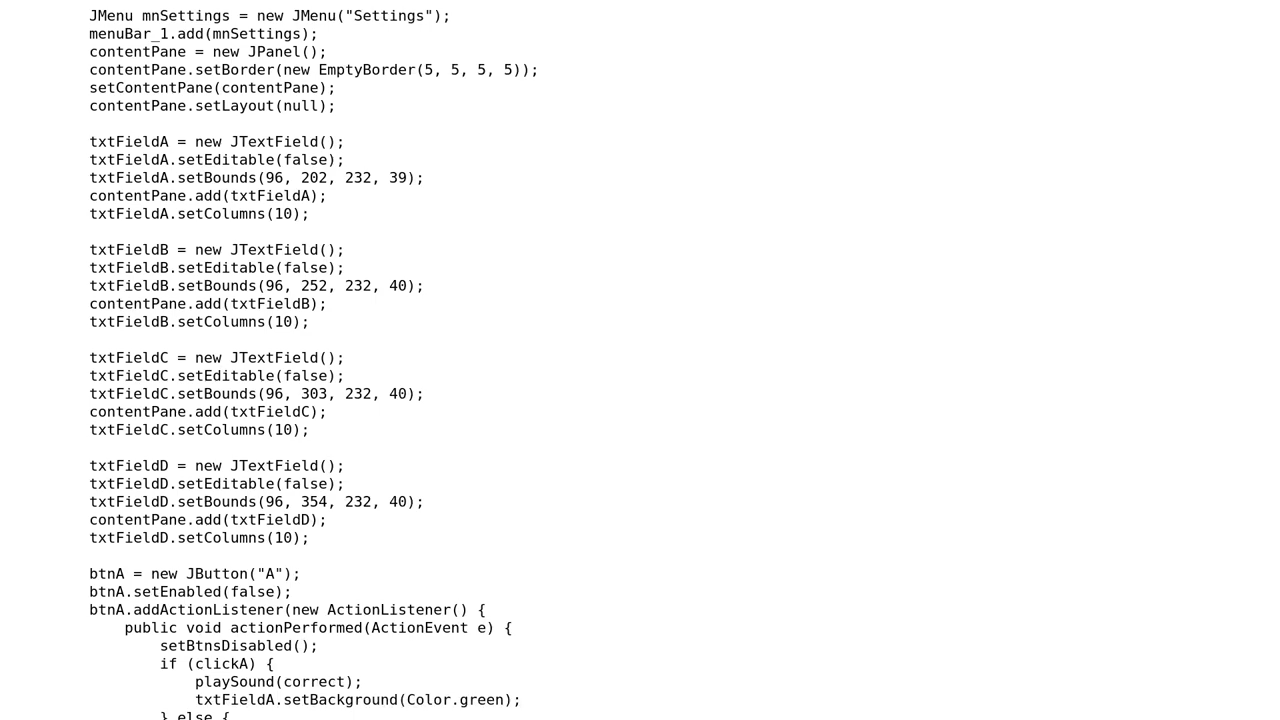 JMenu mnSettings = new JMenu("Settings");
menuBar_1.add(mnSettings);
contentPane = new JPanel();
contentPane.setBorder(new EmptyBorder(5, 5, 5, 5));
setContentPane(contentPane);
contentPane.setLayout(null);

txtFieldA = new JTextField();
txtFieldA.setEditable(false);
txtFieldA.setBounds(96, 202, 232, 39);
contentPane.add(txtFieldA);
txtFieldA.setColumns(10);

txtFieldB = new JTextField();
txtFieldB.setEditable(false);
txtFieldB.setBounds(96, 252, 232, 40);
contentPane.add(txtFieldB);
txtFieldB.setColumns(10);

txtFieldC = new JTextField();
txtFieldC.setEditable(false);
txtFieldC.setBounds(96, 303, 232, 40);
contentPane.add(txtFieldC);
txtFieldC.setColumns(10);

txtFieldD = new JTextField();
txtFieldD.setEditable(false);
txtFieldD.setBounds(96, 354, 232, 40);
contentPane.add(txtFieldD);
txtFieldD.setColumns(10);

btnA = new JButton("A");
btnA.setEnabled(false);
btnA.addActionListener(new ActionListener() {
    public void actionPerformed(ActionEvent e) {
        setBtnsDisabled();
        if (clickA) {
            playSound(correct);
            txtFieldA.setBackground(Color.green);
        } else {